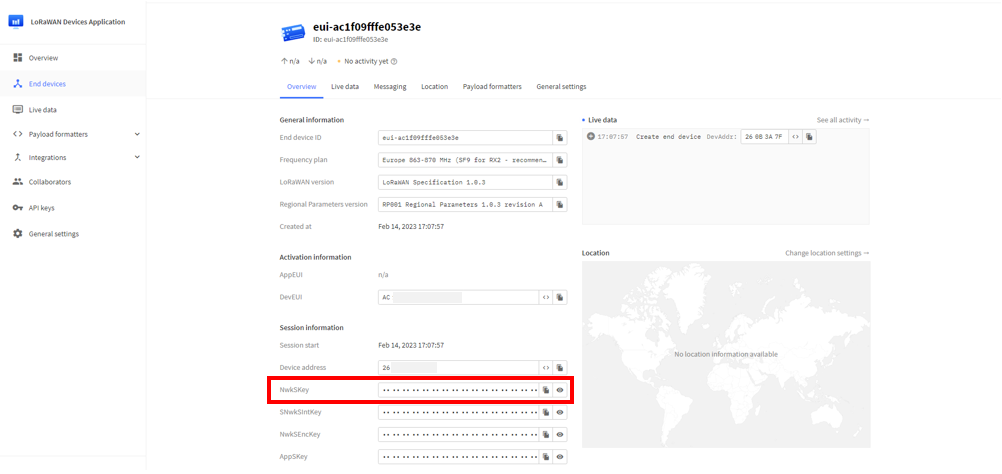 LoRaWAN Devices Application
Overview
End devices
Live data
Payload formatters
Integrations
Collaborators
API keys
General settings
eui-ac1f09fffe053e3e
ID: eui-ac1f09fffe053e3e
n/a n/a No activity yet
Overview Live data Messaging Location Payload formatters General settings
General information
End device ID eui-ac1f09fffe053e3e
Frequency plan Europe 863-870 MHz (SF9 for RX2 - recommen...
LoRaWAN version LoRaWAN Specification 1.0.3
Regional Parameters version RP001 Regional Parameters 1.0.3 revision A
Created at Feb 14, 2023 17:07:57
Activation information
AppEUI n/a
DevEUI AC
Session information
Session start Feb 14, 2023 17:07:57
Device address 26
NwkSKey
SNwkSIntKey
NwkSEncKey
AppSKey
Live data See all activity →
17:07:57 Create end device DevAddr: 26 0B 3A 7F
Location Change location settings →
No location information available